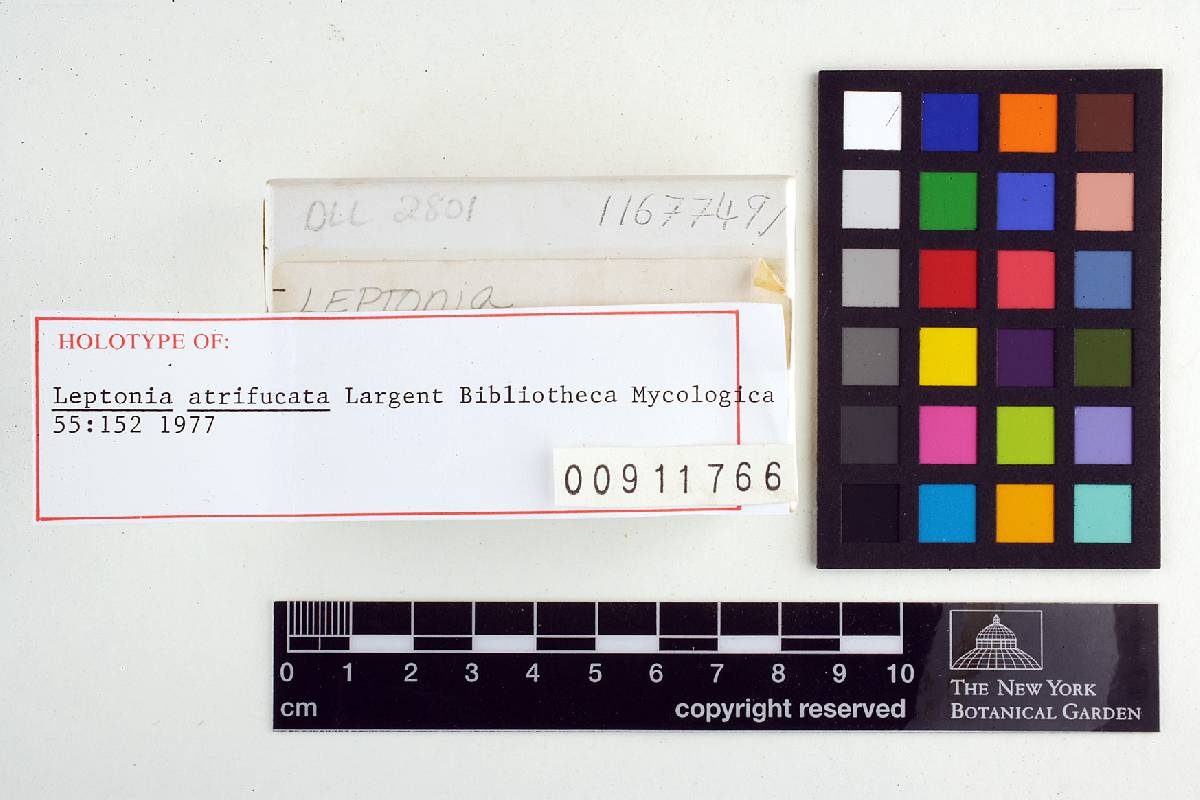 DLL 2801 1167749/
LEPTONIA
HOLOTYPE OF:
Leptonia atrifucata Largent Bibliotheca Mycologica
55:152 1977
00911766
0 1 2 3 4 5 6 7 8 9 10
cm copyright reserved
THE NEW YORK
BOTANICAL GARDEN